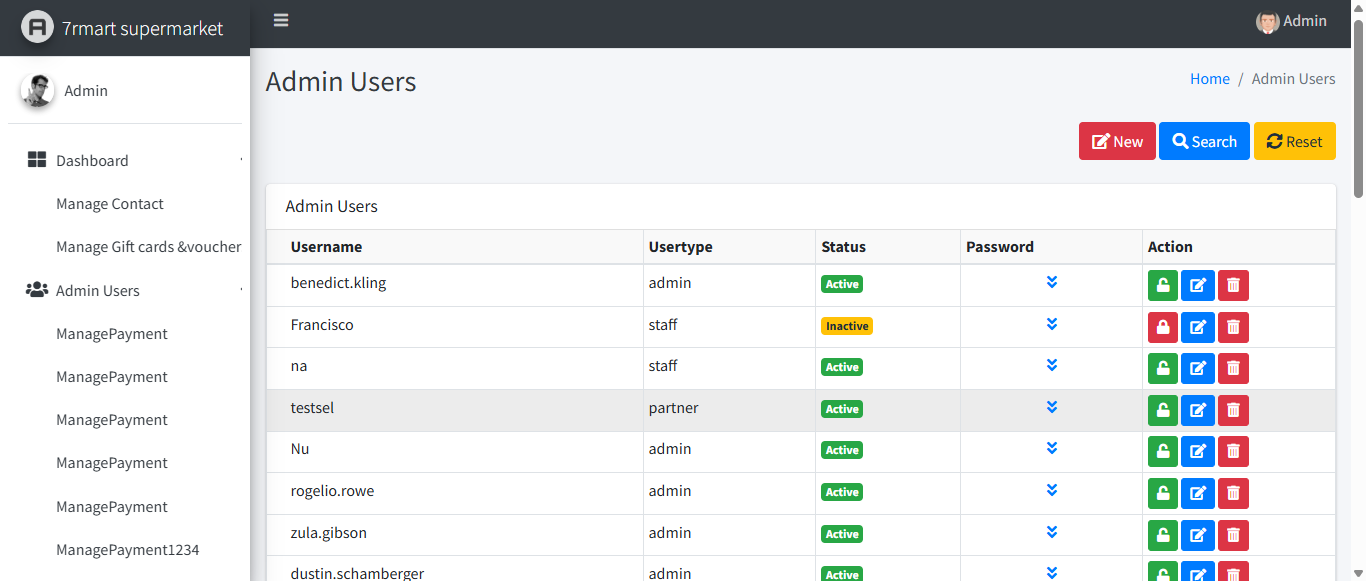 7rmart supermarket
Admin
Admin
Admin Users
Home / Admin Users
New Search Reset
Dashboard
Manage Contact
Manage Gift cards &voucher
Admin Users
ManagePayment
ManagePayment
ManagePayment
ManagePayment
ManagePayment
ManagePayment1234
Admin Users
Username Usertype Status Password Action
benedict.kling admin Active
Francisco staff Inactive
na staff Active
testsel partner Active
Nu admin Active
rogelio.rowe admin Active
zula.gibson admin Active
dustin.schamberger admin Active